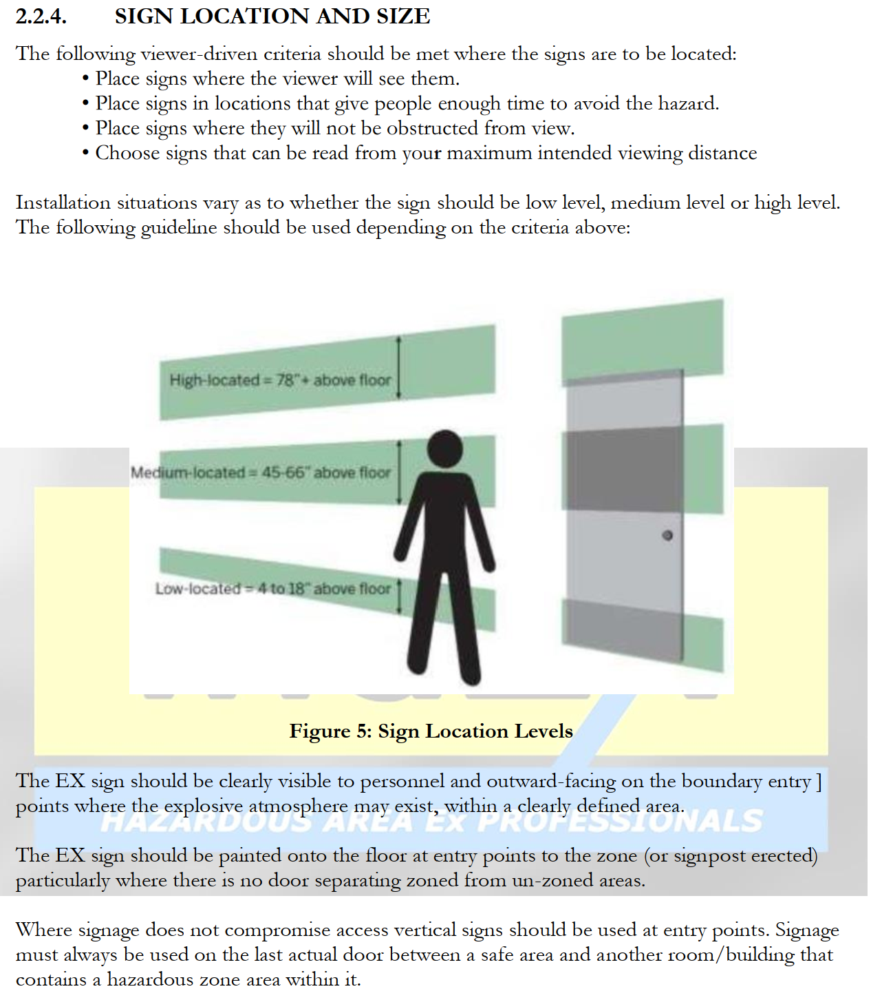 2.2.4. SIGN LOCATION AND SIZE
The following viewer-driven criteria should be met where the signs are to be located:
• Place signs where the viewer will see them.
• Place signs in locations that give people enough time to avoid the hazard.
• Place signs where they will not be obstructed from view.
• Choose signs that can be read from your maximum intended viewing distance
Installation situations vary as to whether the sign should be low level, medium level or high level.
The following guideline should be used depending on the criteria above:
High-located = 78"+ above floor
Medium-located = 45-66" above floor
Low-located = 4 to 18" above floor
Figure 5: Sign Location Levels
The EX sign should be clearly visible to personnel and outward-facing on the boundary entry ]
points where the explosive atmosphere may exist, within a clearly defined area.
HAZARDOUS AREA Ex PROFESSIONALS
The EX sign should be painted onto the floor at entry points to the zone (or signpost erected)
particularly where there is no door separating zoned from un-zoned areas.
Where signage does not compromise access vertical signs should be used at entry points. Signage
must always be used on the last actual door between a safe area and another room/building that
contains a hazardous zone area within it.